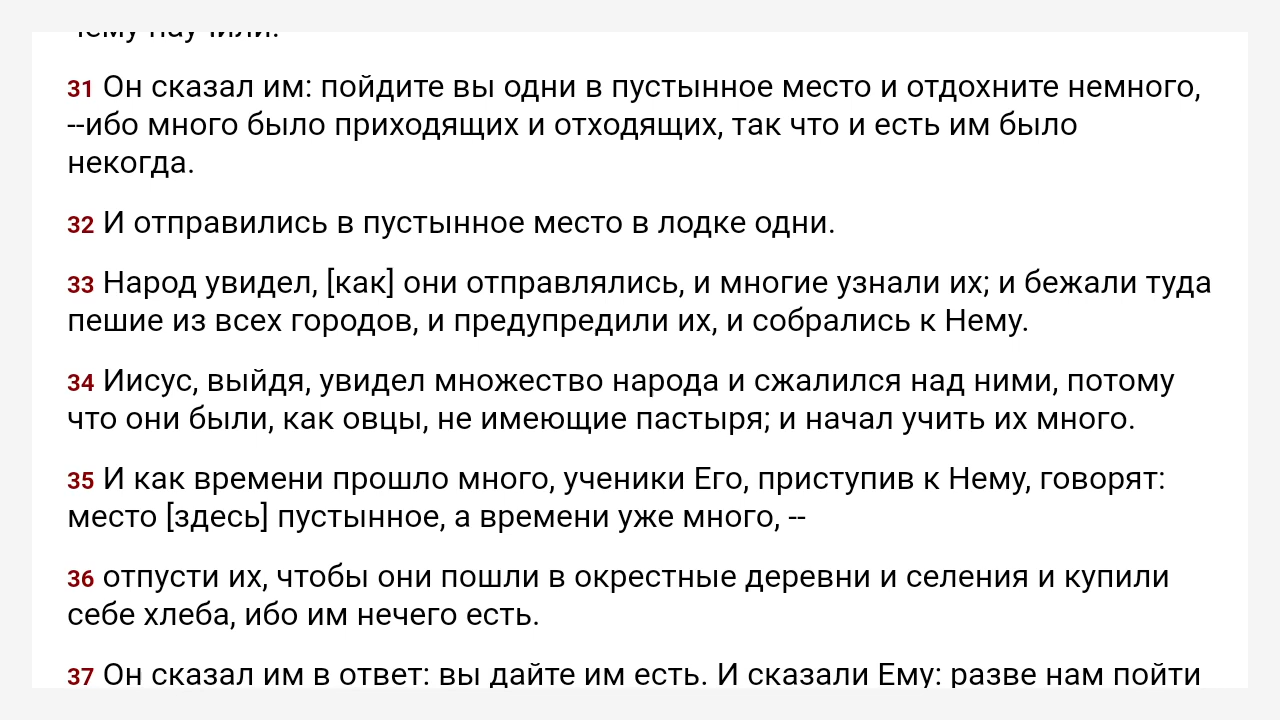 чему научили.
31 Он сказал им: пойдите вы одни в пустынное место и отдохните немного,
--ибо много было приходящих и отходящих, так что и есть им было
некогда.
32 И отправились в пустынное место в лодке одни.
33 Народ увидел, [как] они отправлялись, и многие узнали их; и бежали туда
пешие из всех городов, и предупредили их, и собрались к Нему.
34 Иисус, выйдя, увидел множество народа и сжалился над ними, потому
что они были, как овцы, не имеющие пастыря; и начал учить их много.
35 И как времени прошло много, ученики Его, приступив к Нему, говорят:
место [здесь] пустынное, а времени уже много, --
36 отпусти их, чтобы они пошли в окрестные деревни и селения и купили
себе хлеба, ибо им нечего есть.
37 Он сказал им в ответ: вы дайте им есть. И сказали Ему: разве нам пойти